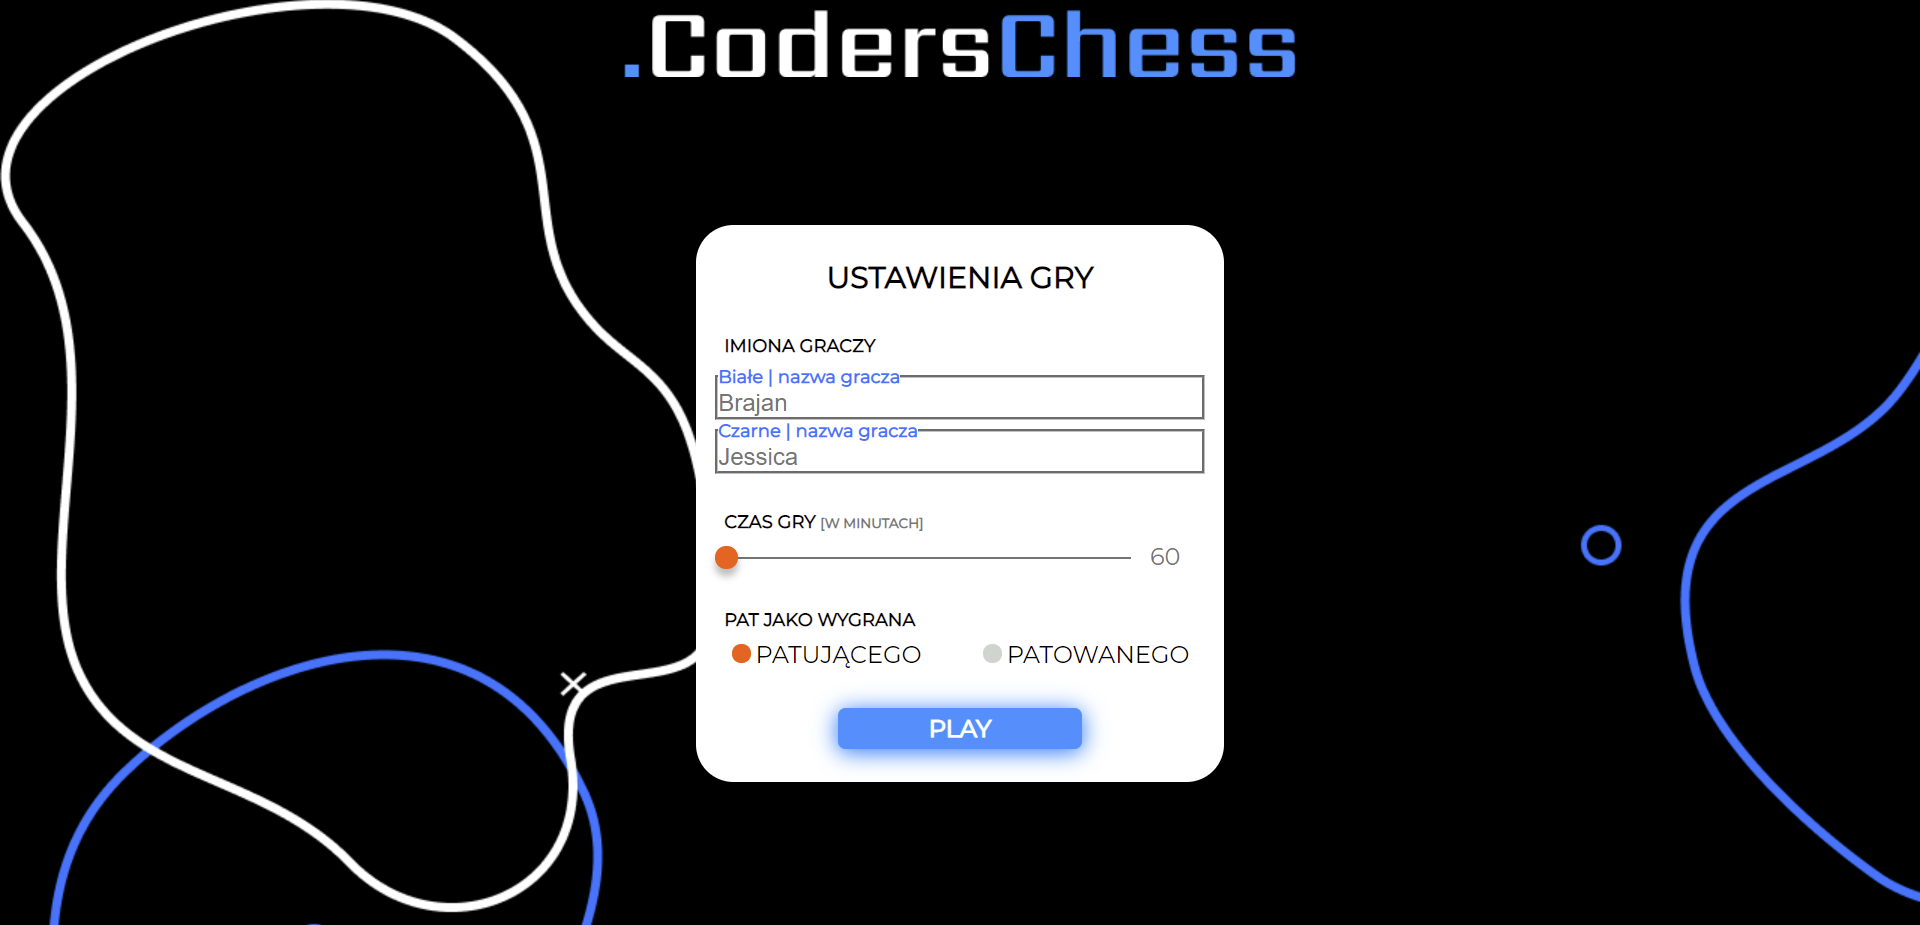 .CodersChess
USTAWIENIA GRY
IMIONA GRACZY
Białe | nazwa gracza
Brajan
Czarne | nazwa gracza
Jessica
CZAS GRY [W MINUTACH]
60
PAT JAKO WYGRANA
PATUJĄCEGO PATOWANEGO
PLAY